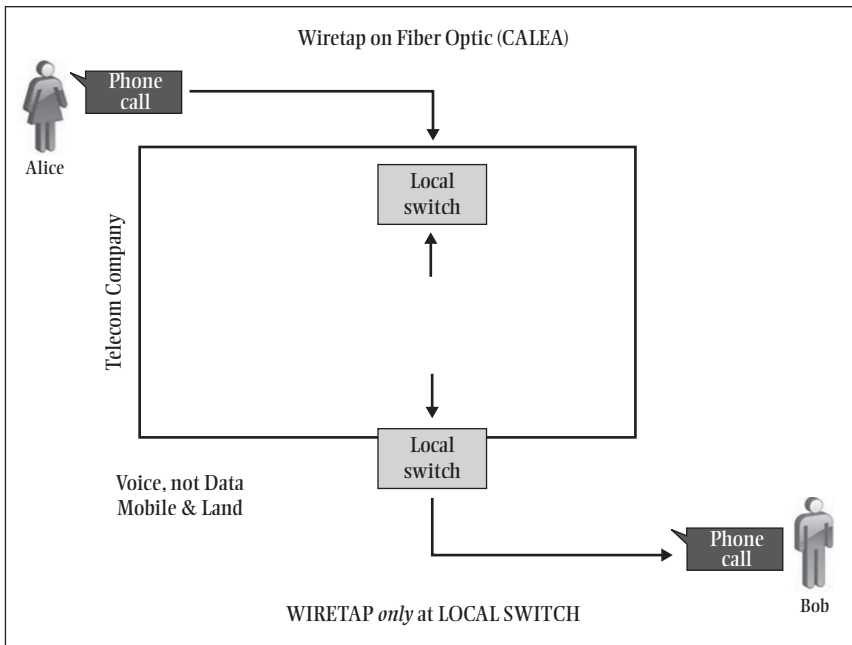 Wiretap on Fiber Optic (CALEA)
Phone
call
Alice
Local
switch
Telecom Company
Local
switch
Voice, not Data
Mobile & Land
Phone
call
Bob
WIRETAP only at LOCAL SWITCH